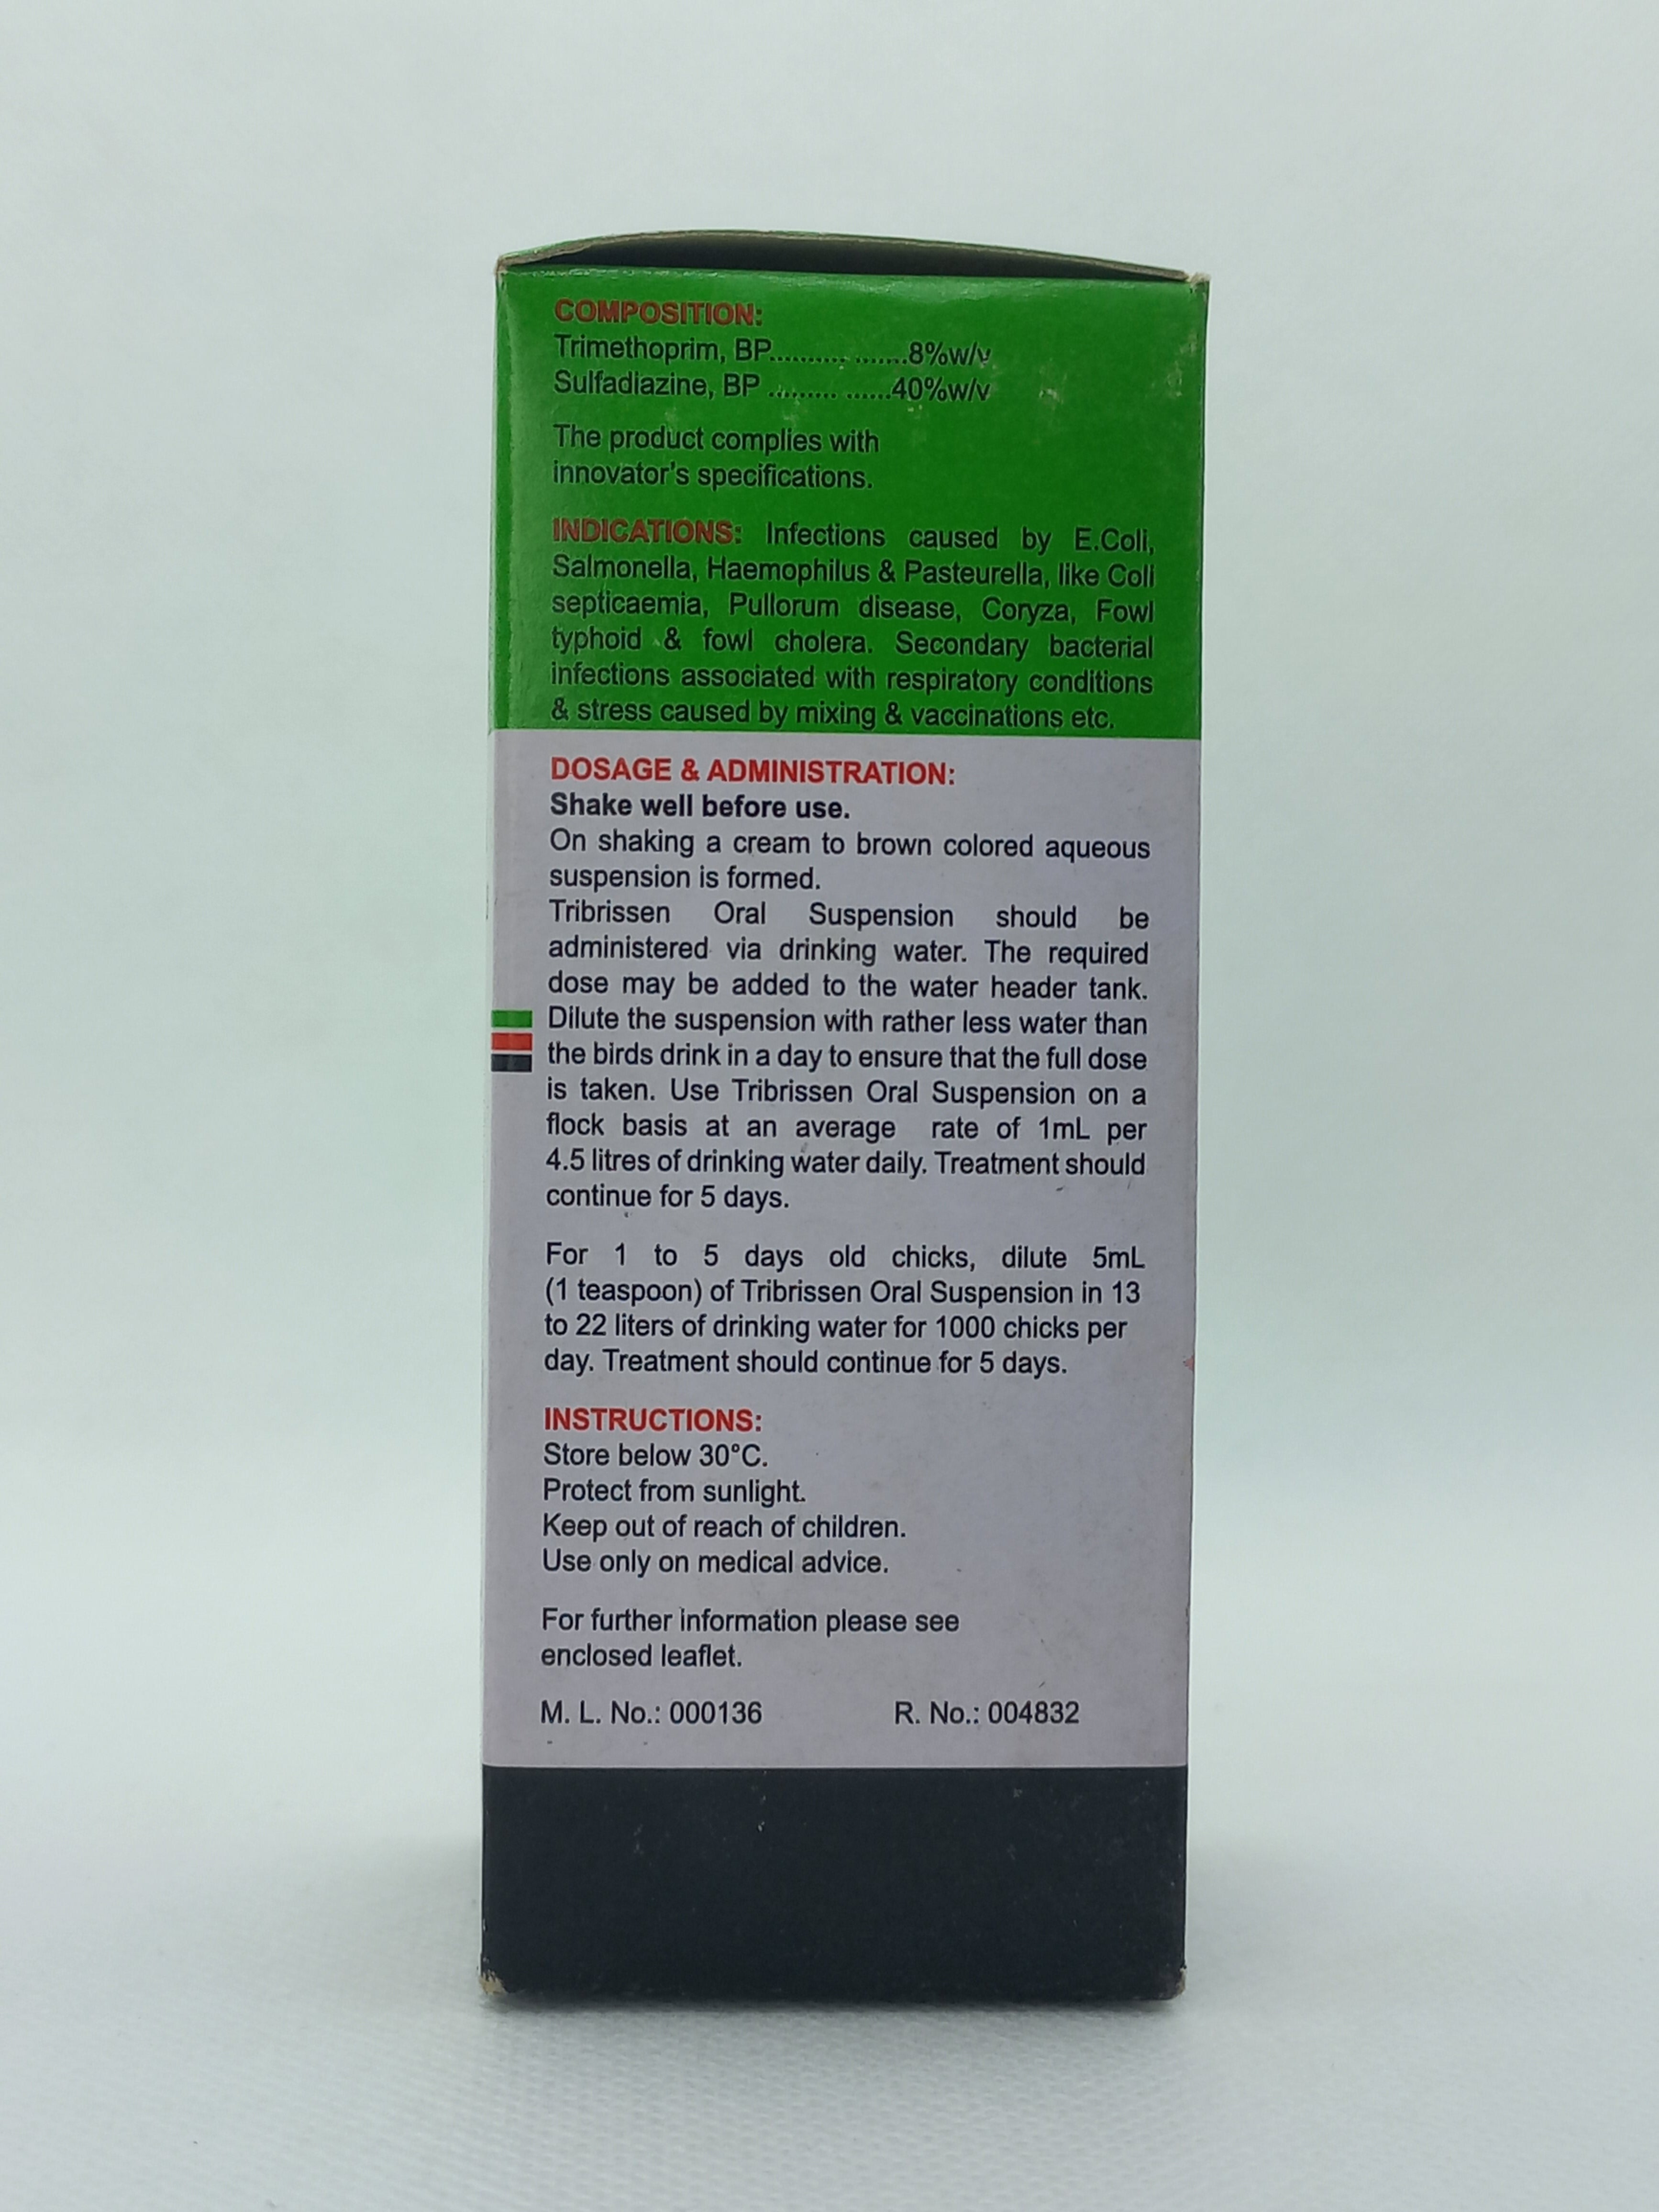 COMPOSITION:
Trimethoprim, BP.......... .......8%w/v
Sulfadiazine, BP ......... ......40%w/v
The product complies with
innovator's specifications.
INDICATIONS: Infections caused by E.Coli,
Salmonella, Haemophilus & Pasteurella, like Coli
septicaemia, Pullorum disease, Coryza, Fowl
typhoid & fowl cholera. Secondary bacterial
infections associated with respiratory conditions
& stress caused by mixing & vaccinations etc.
DOSAGE & ADMINISTRATION:
Shake well before use.
On shaking a cream to brown colored aqueous
suspension is formed.
Tribrissen Oral Suspension should be
administered via drinking water. The required
dose may be added to the water header tank.
Dilute the suspension with rather less water than
the birds drink in a day to ensure that the full dose
is taken. Use Tribrissen Oral Suspension on a
flock basis at an average rate of 1mL per
4.5 litres of drinking water daily. Treatment should
continue for 5 days.
For 1 to 5 days old chicks, dilute 5mL
(1 teaspoon) of Tribrissen Oral Suspension in 13
to 22 liters of drinking water for 1000 chicks per
day. Treatment should continue for 5 days.
INSTRUCTIONS:
Store below 30°C.
Protect from sunlight.
Keep out of reach of children.
Use only on medical advice.
For further information please see
enclosed leaflet.
M. L. No.: 000136 R. No.: 004832